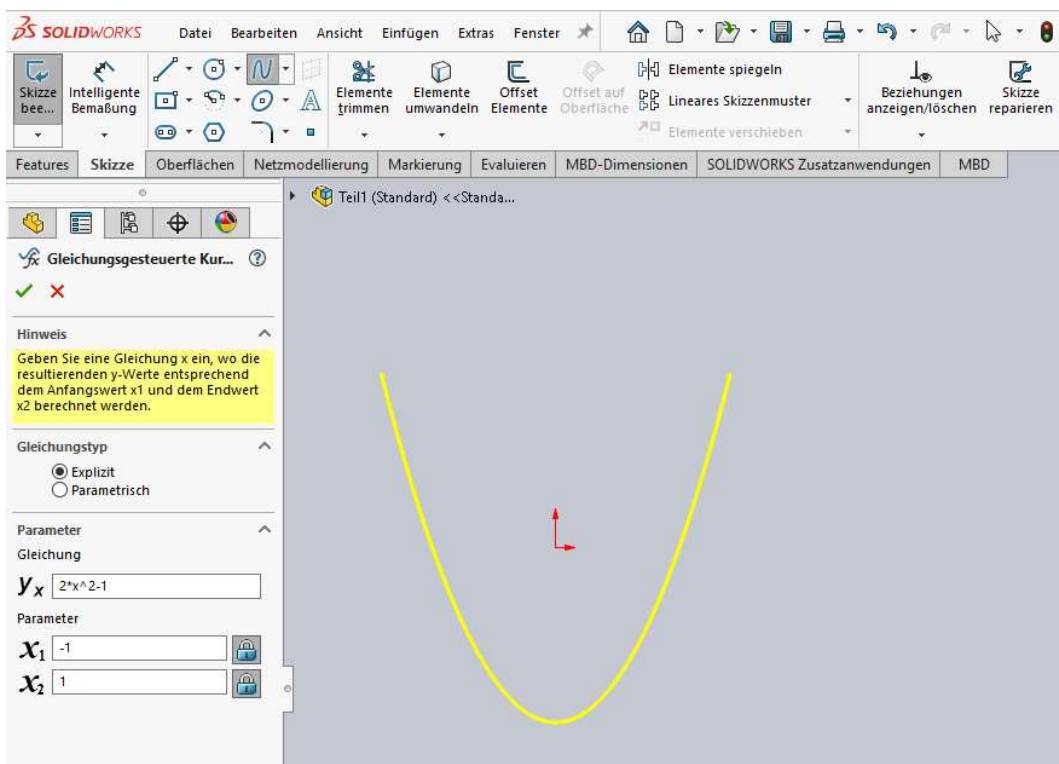 SOLIDWORKS Datei Bearbeiten Ansicht Einfügen Extras Fenster
Skizze bee...
Intelligente Bemaßung
Elemente trimmen
Elemente umwandeln
Offset Elemente
Offset auf Oberfläche
Elemente spiegeln
Lineares Skizzenmuster
Elemente verschieben
Beziehungen anzeigen/löschen
Skizze reparieren
Features Skizze Oberflächen Netzmodellierung Markierung Evaluieren MBD-Dimensionen SOLIDWORKS Zusatzanwendungen MBD
Teil1 (Standard) <<Standa...
Gleichungsgesteuerte Kur...
Hinweis
Geben Sie eine Gleichung x ein, wo die
resultierenden y-Werte entsprechend
dem Anfangswert x1 und dem Endwert
x2 berechnet werden.
Gleichungstyp
Explizit
Parametrisch
Parameter
Gleichung
yx 2*x^2-1
Parameter
x1 -1
x2 1